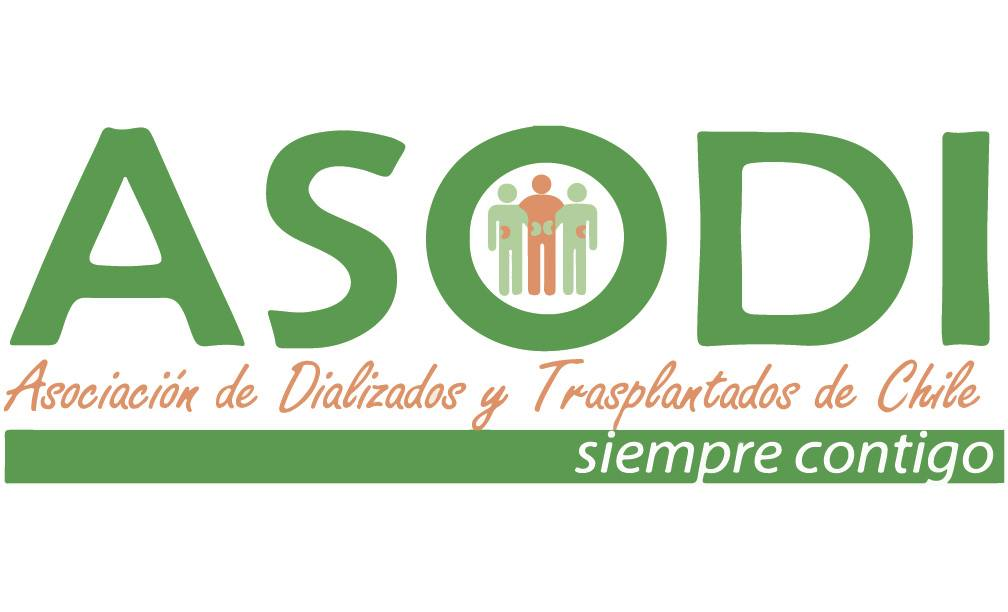 ASODI
Asociación de Dializados y Trasplantados de Chile
siempre contigo